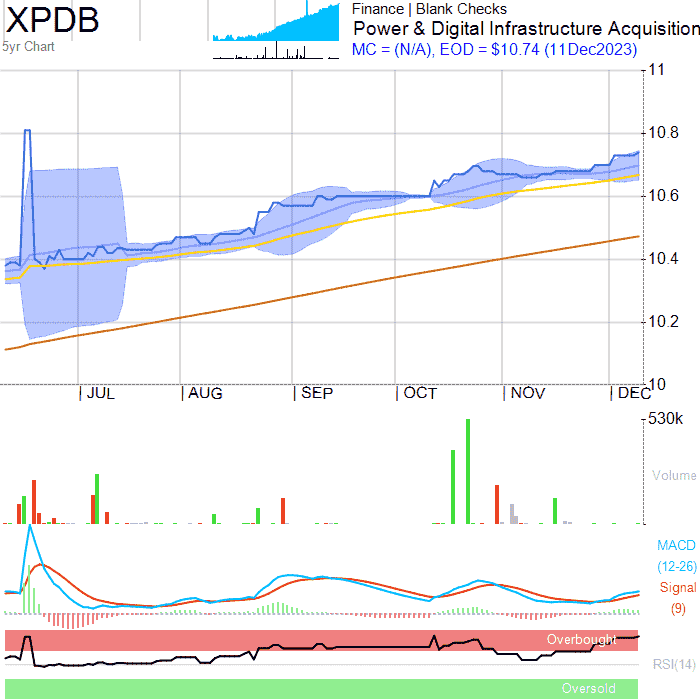 XPDB
5yr Chart
Finance | Blank Checks
Power & Digital Infrastructure Acquisition
MC = (N/A), EOD = $10.74 (11Dec2023)
11
10.8
10.6
10.4
10.2
10
| JUL | AUG | SEP | OCT | NOV | DEC
530k
Volume
MACD
(12-26)
Signal
(9)
Overbought
RSI(14)
Oversold